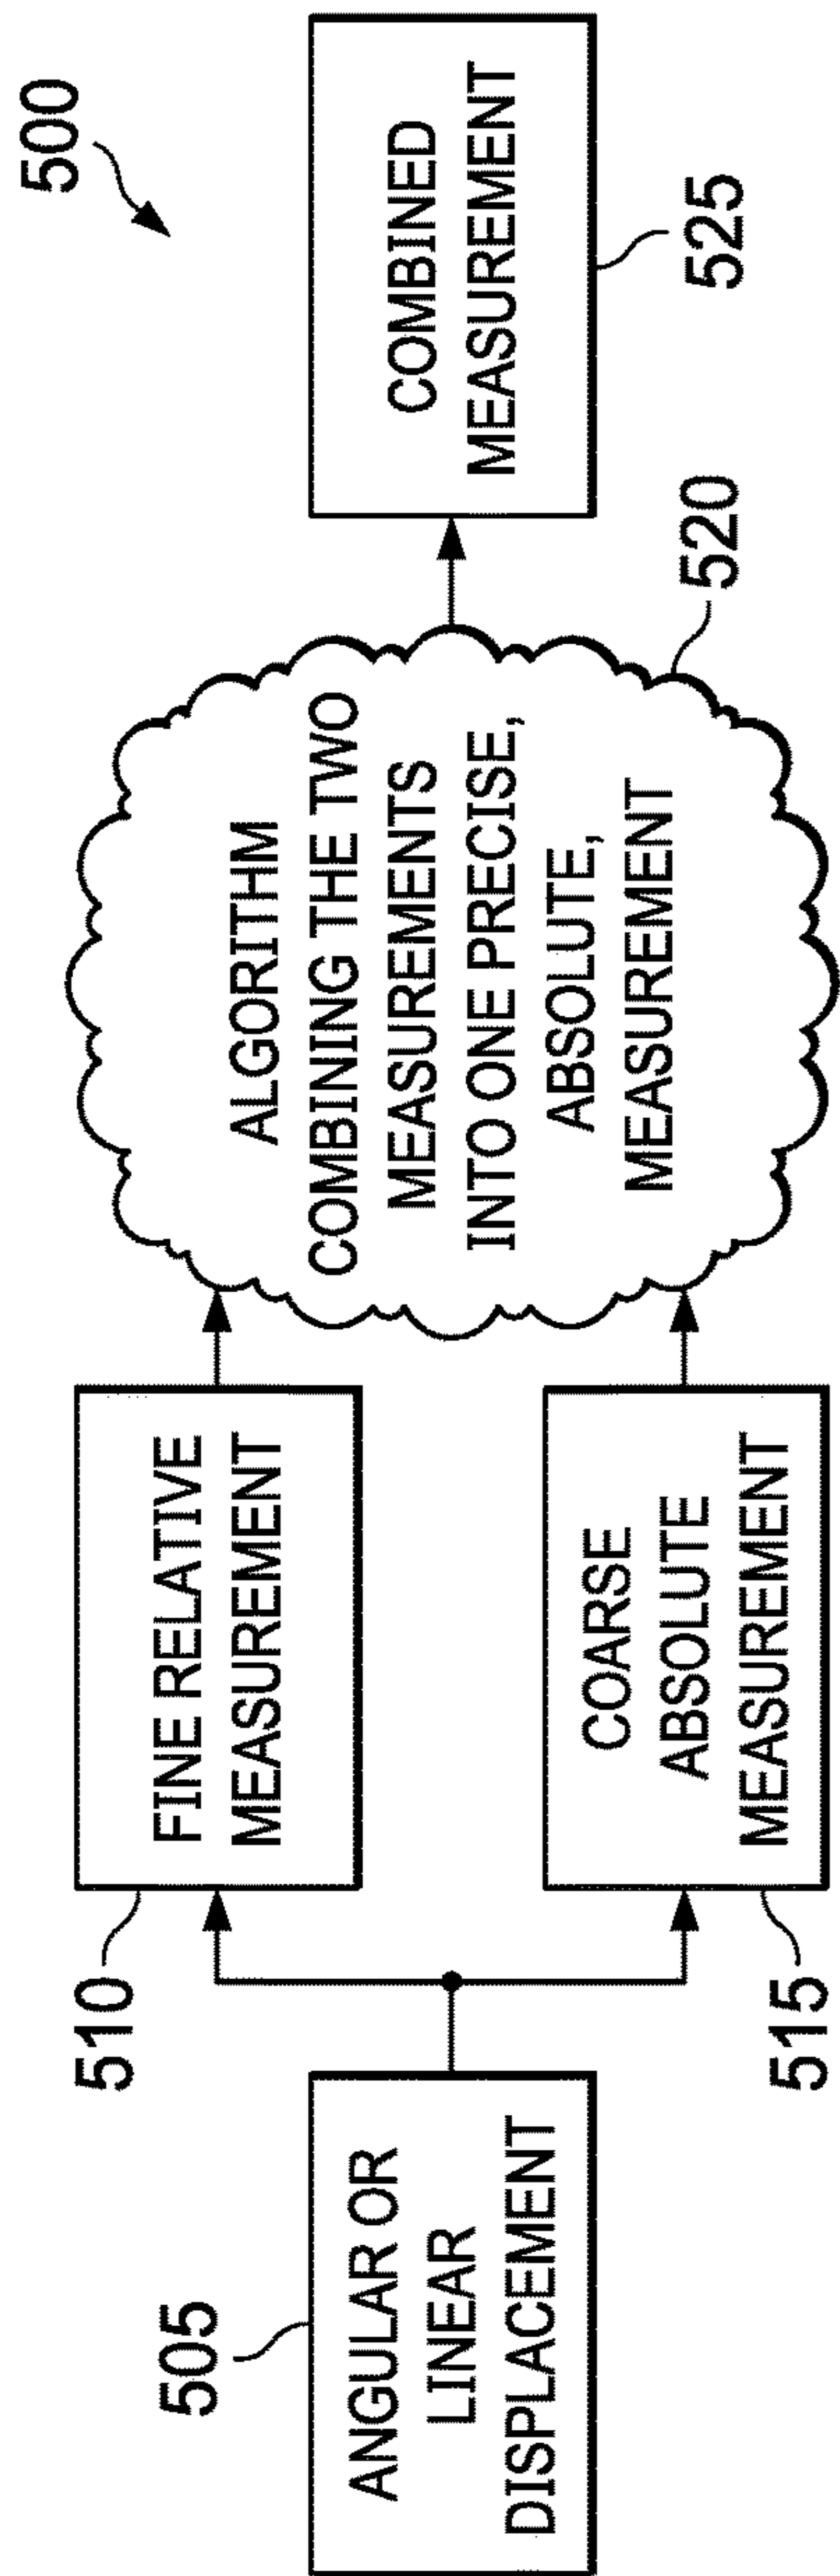 500
505
ANGULAR OR
LINEAR
DISPLACEMENT
510
FINE RELATIVE
MEASUREMENT
515
COARSE
ABSOLUTE
MEASUREMENT
ALGORITHM
COMBINING THE TWO
MEASUREMENTS
INTO ONE PRECISE,
ABSOLUTE,
MEASUREMENT
520
COMBINED
MEASUREMENT
525